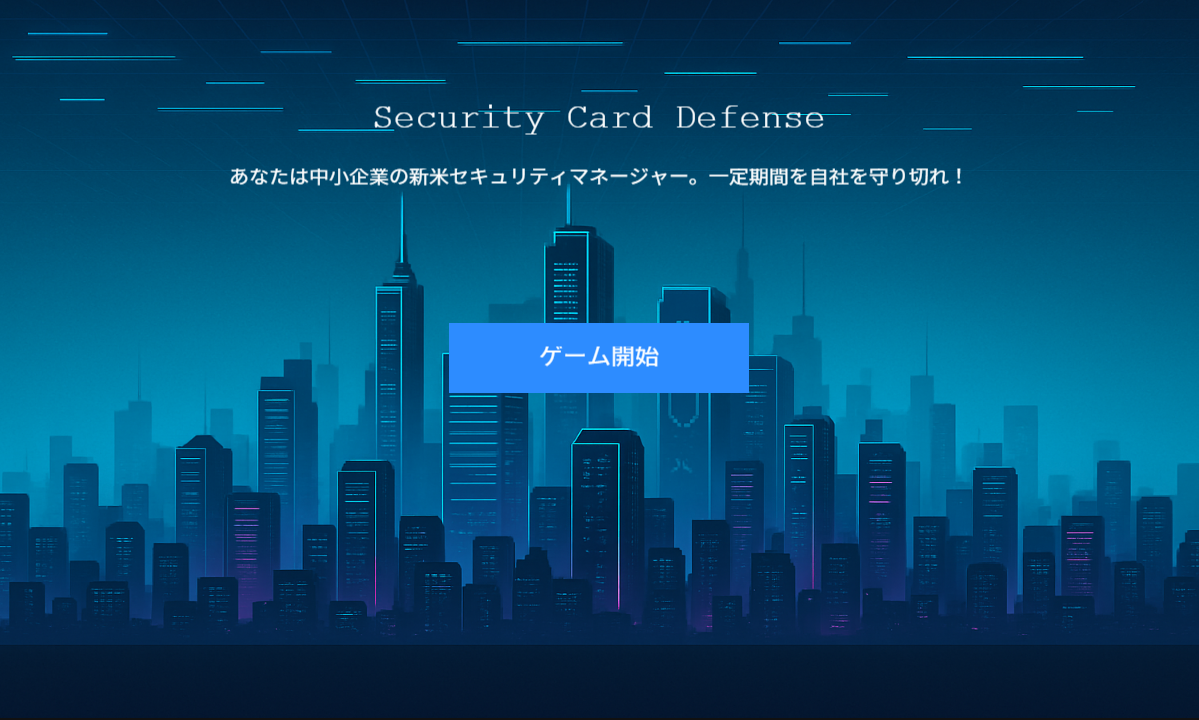 Security Card Defense
あなたは中小企業の新米セキュリティマネージャー。一定期間を自社を守り切れ！
ゲーム開始